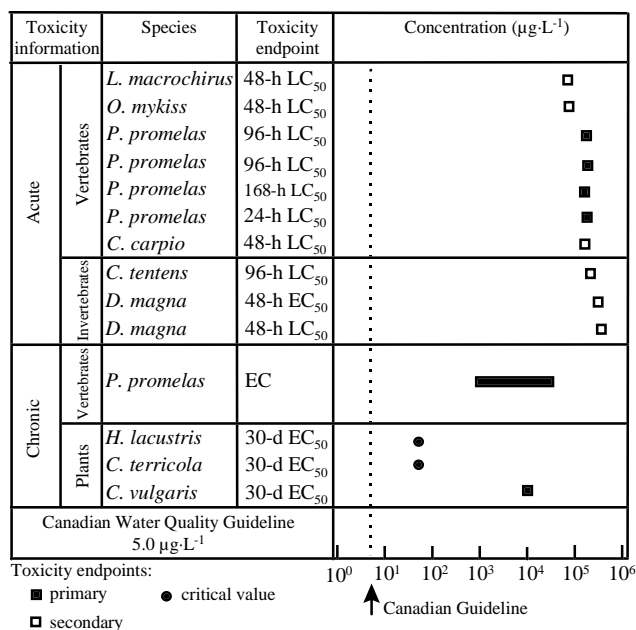 Toxicity information Species Toxicity endpoint Concentration (µg·L⁻¹)
Acute
Vertebrates
L. macrochirus 48-h LC₅₀
O. mykiss 48-h LC₅₀
P. promelas 96-h LC₅₀
P. promelas 96-h LC₅₀
P. promelas 168-h LC₅₀
P. promelas 24-h LC₅₀
C. carpio 48-h LC₅₀
Invertebrates
C. tentens 96-h LC₅₀
D. magna 48-h EC₅₀
D. magna 48-h LC₅₀
Chronic
Vertebrates
P. promelas EC
Plants
H. lacustris 30-d EC₅₀
C. terricola 30-d EC₅₀
C. vulgaris 30-d EC₅₀
Canadian Water Quality Guideline
5.0 µg·L⁻¹
10⁰ 10¹ 10² 10³ 10⁴ 10⁵ 10⁶
Canadian Guideline
Toxicity endpoints:
primary critical value
secondary